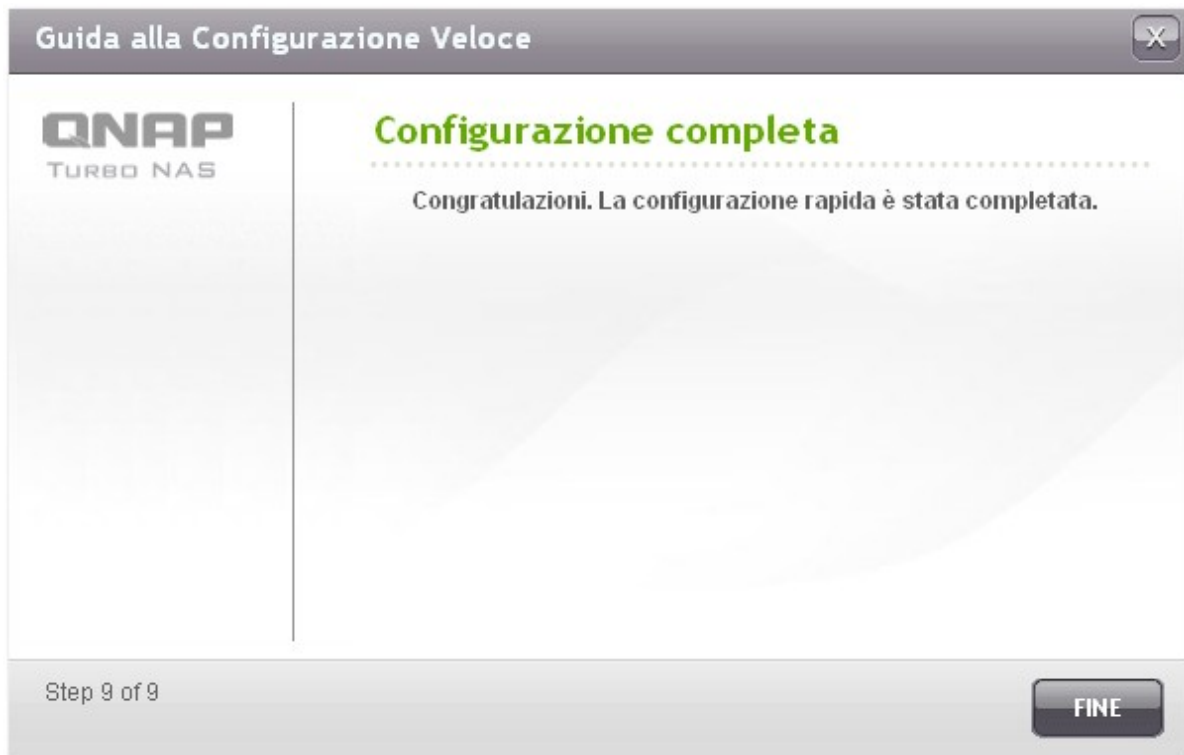 Guida alla Configurazione Veloce
X
QNAP
TURBO NAS
Configurazione completa
Congratulazioni. La configurazione rapida è stata completata.
Step 9 of 9
FINE